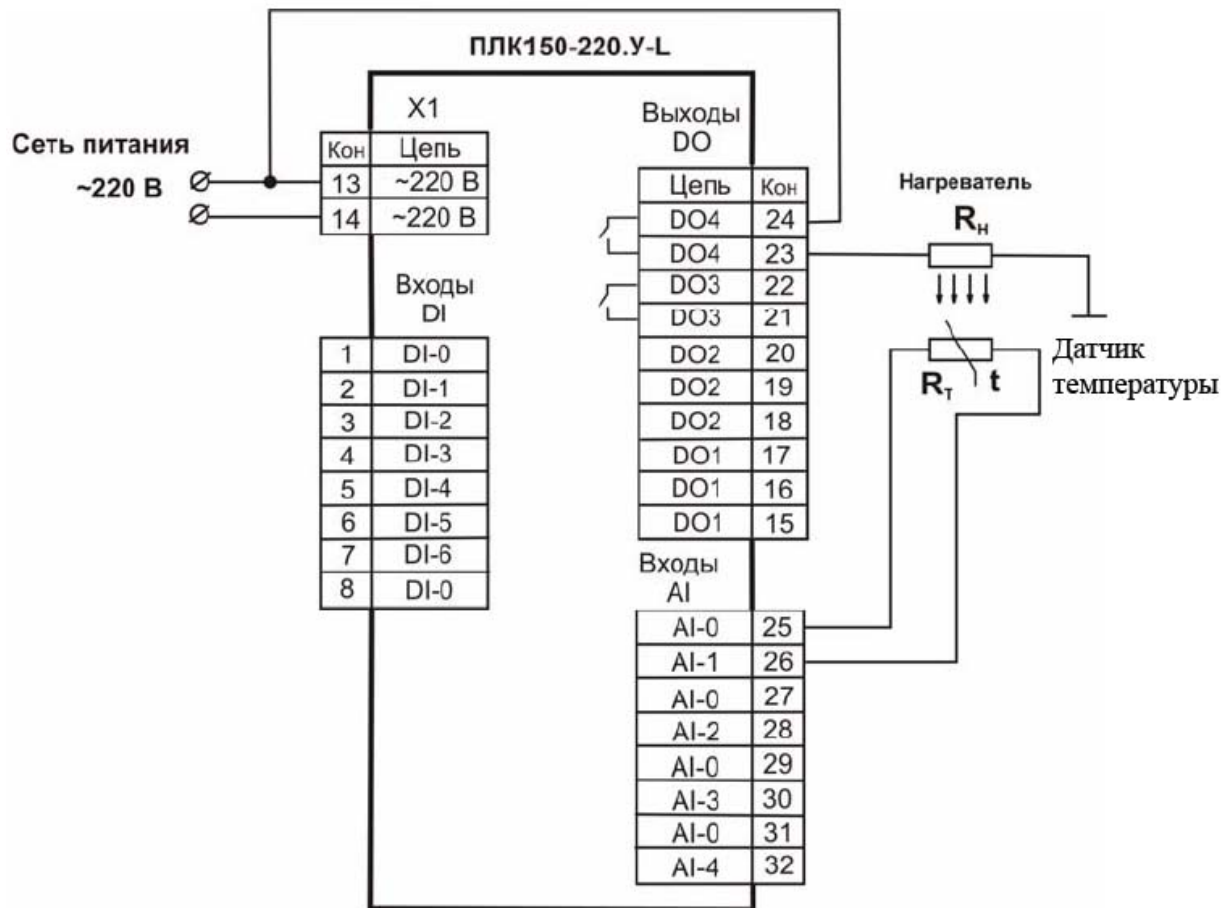 ПЛК150-220.У-L
Сеть питания
~220 В
X1
Кон Цепь
13 ~220 В
14 ~220 В
Входы
DI
1 DI-0
2 DI-1
3 DI-2
4 DI-3
5 DI-4
6 DI-5
7 DI-6
8 DI-0
Выходы
DO
Цепь Кон
DO4 24
DO4 23
DO3 22
DO3 21
DO2 20
DO2 19
DO2 18
DO1 17
DO1 16
DO1 15
Входы
AI
AI-0 25
AI-1 26
AI-0 27
AI-2 28
AI-0 29
AI-3 30
AI-0 31
AI-4 32
Нагреватель
Rн
Rт t
Датчик
температуры